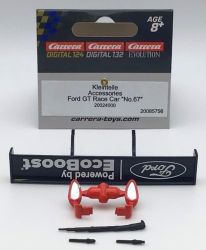 AGE
8+
Carrera Carrera Carrera
DIGITAL 124 DIGITAL 132 EVOLUTION
Kleinteile
Accessories
Ford GT Race Car "No.67"
20024000
20085758
carrera-toys.com
Powered by
EcoBoost
Ford